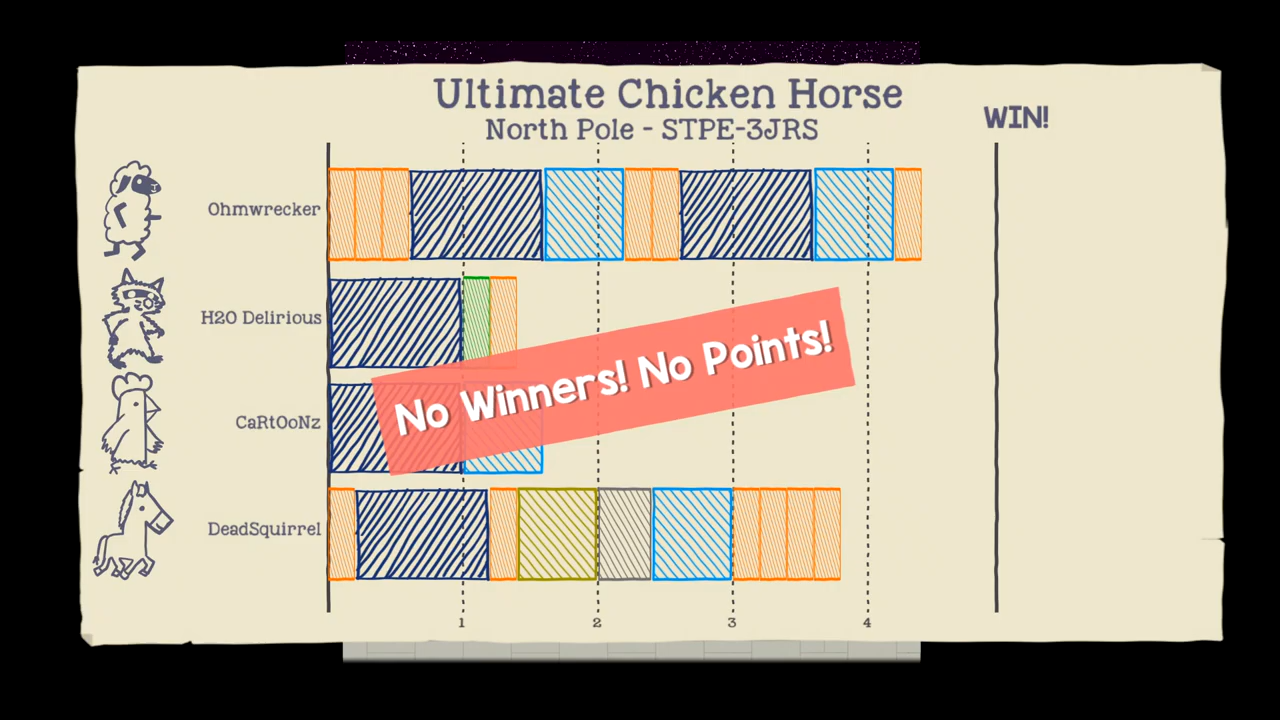 Ultimate Chicken Horse
North Pole - STPE-3JRS
WIN!
Ohmwrecker
H2O Delirious
No Winners! No Points!
CaRtOoNz
DeadSquirrel
1 2 3 4